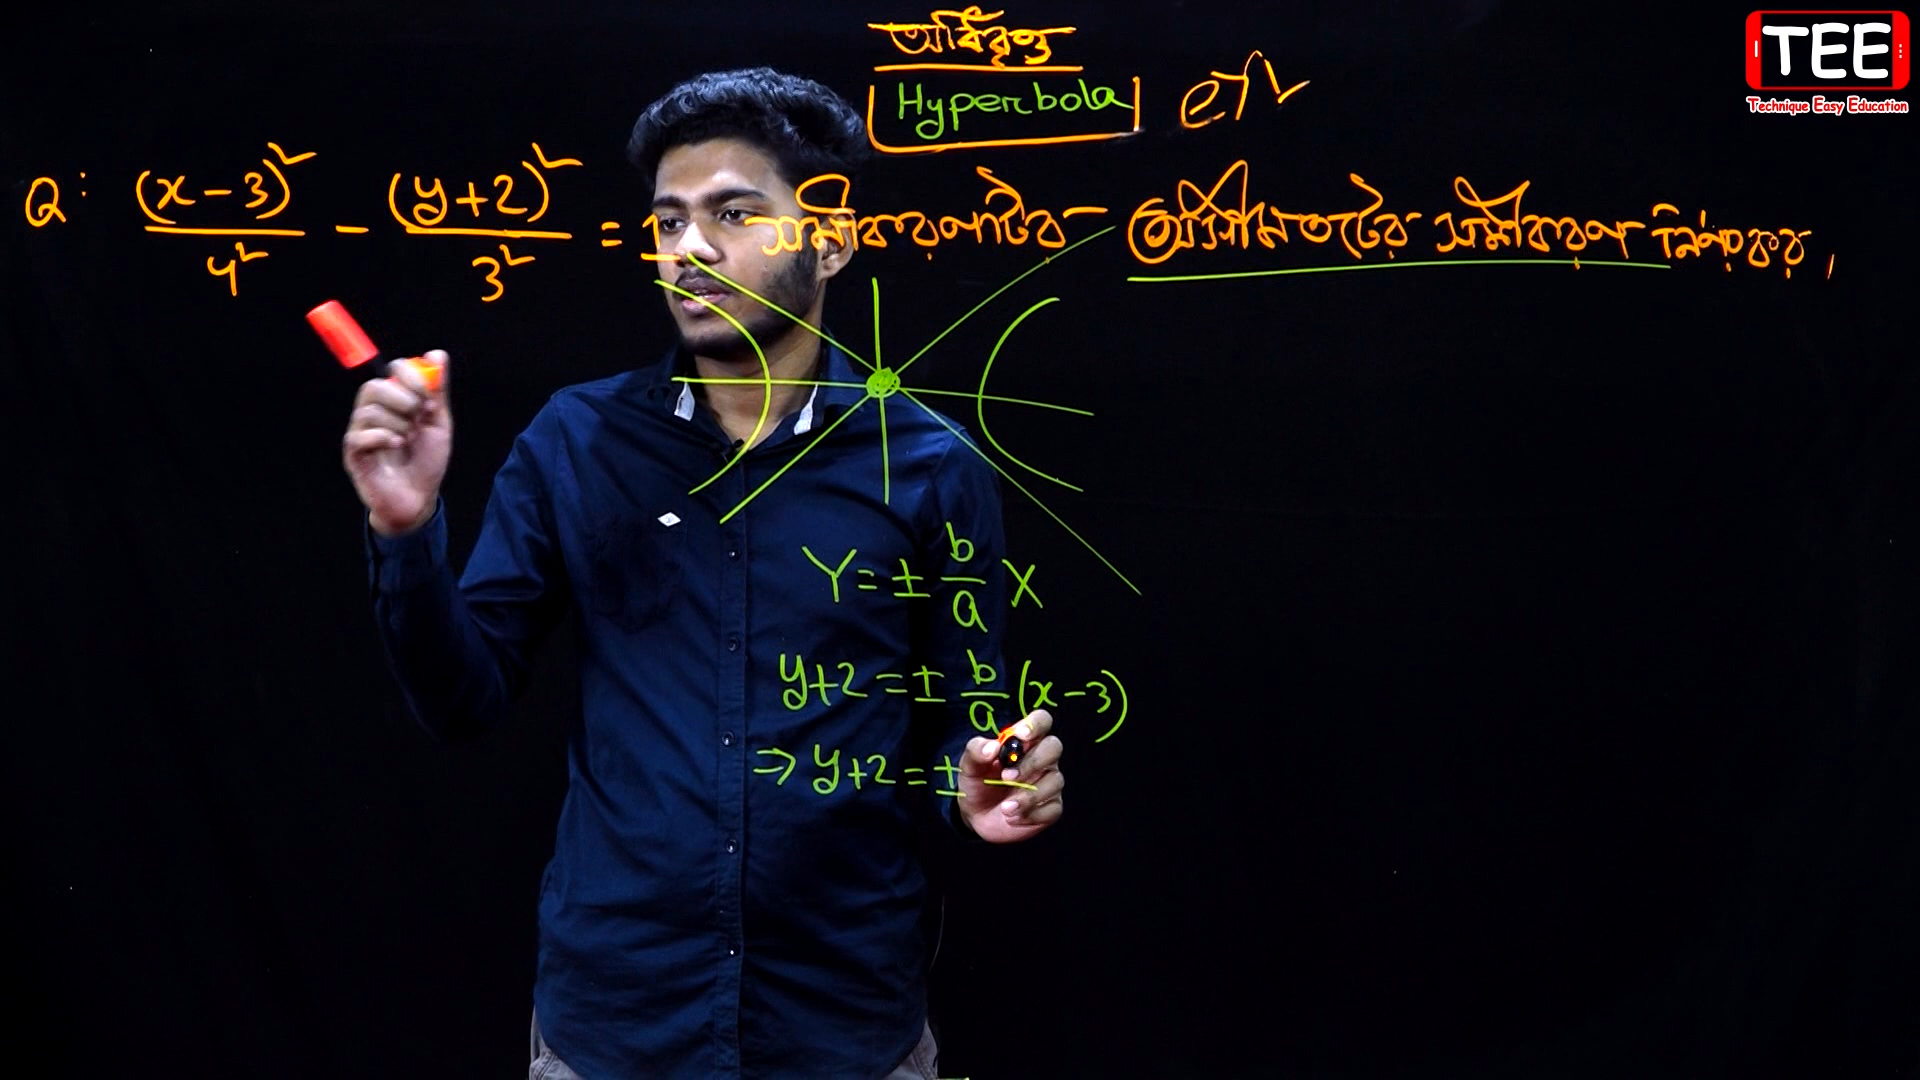 অধিবৃত্ত
Hyperbola e>1
Q: (x-3)²/4² - (y+2)²/3² = 1 সমীকরণটির অসীমতটের সমীকরণ নির্ণয় কর।
Y = ± b/a X
y+2 = ± b/a (x-3)
⇒ y+2 = ±
TEE
Technique Easy Education